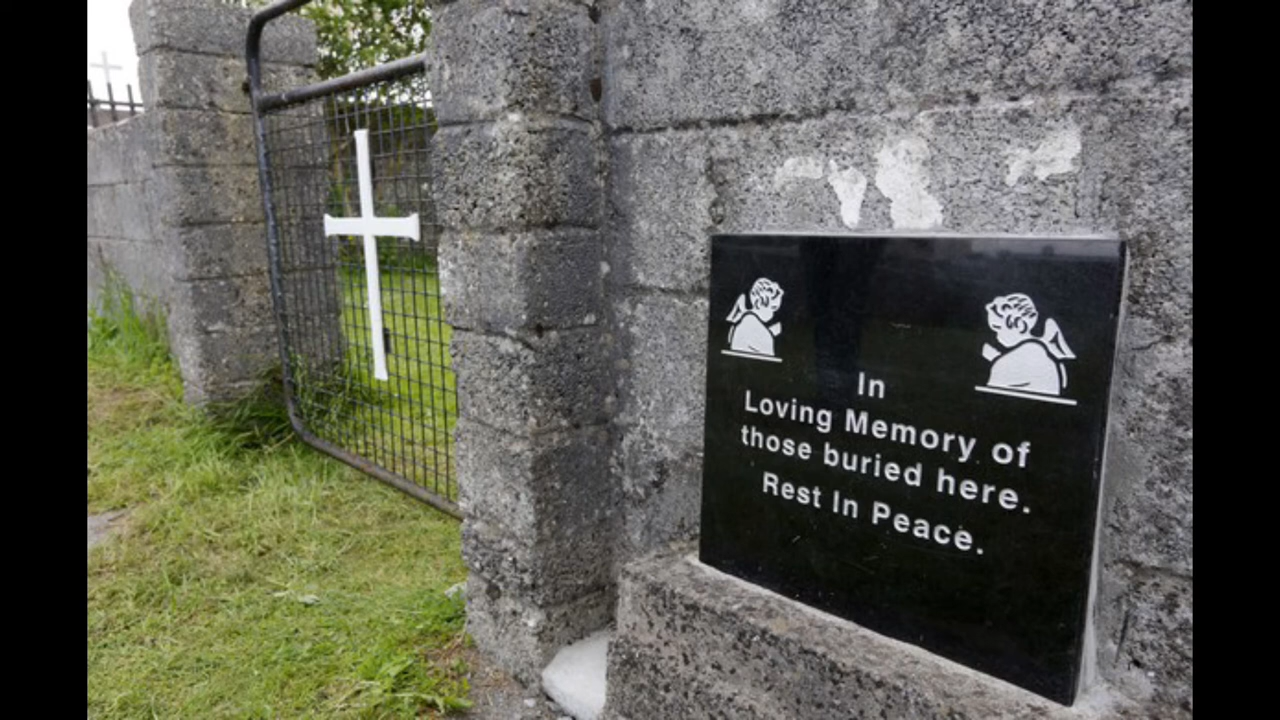 In
Loving Memory of
those buried here.
Rest In Peace.